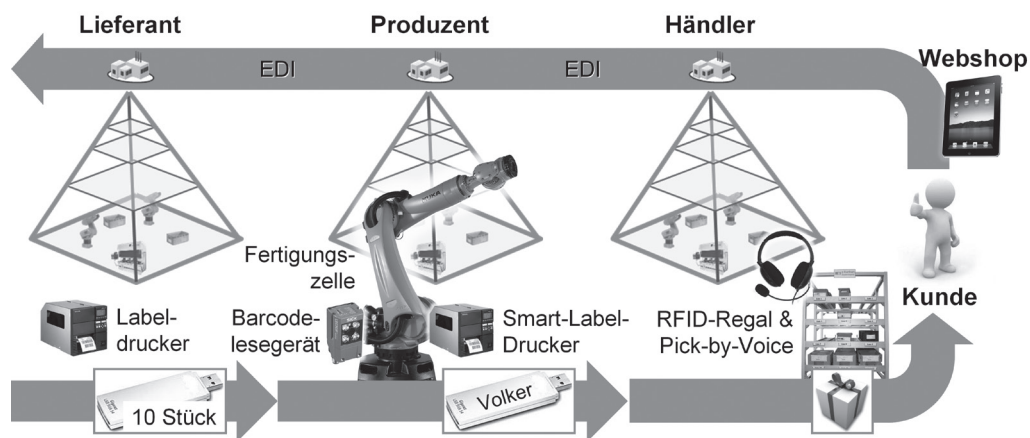 Lieferant
Produzent
Händler
Webshop
EDI
EDI
Fertigungs-
zelle
Kunde
Label-
drucker
Barcode-
lesegerät
Smart-Label-
Drucker
RFID-Regal &
Pick-by-Voice
10 Stück
Volker